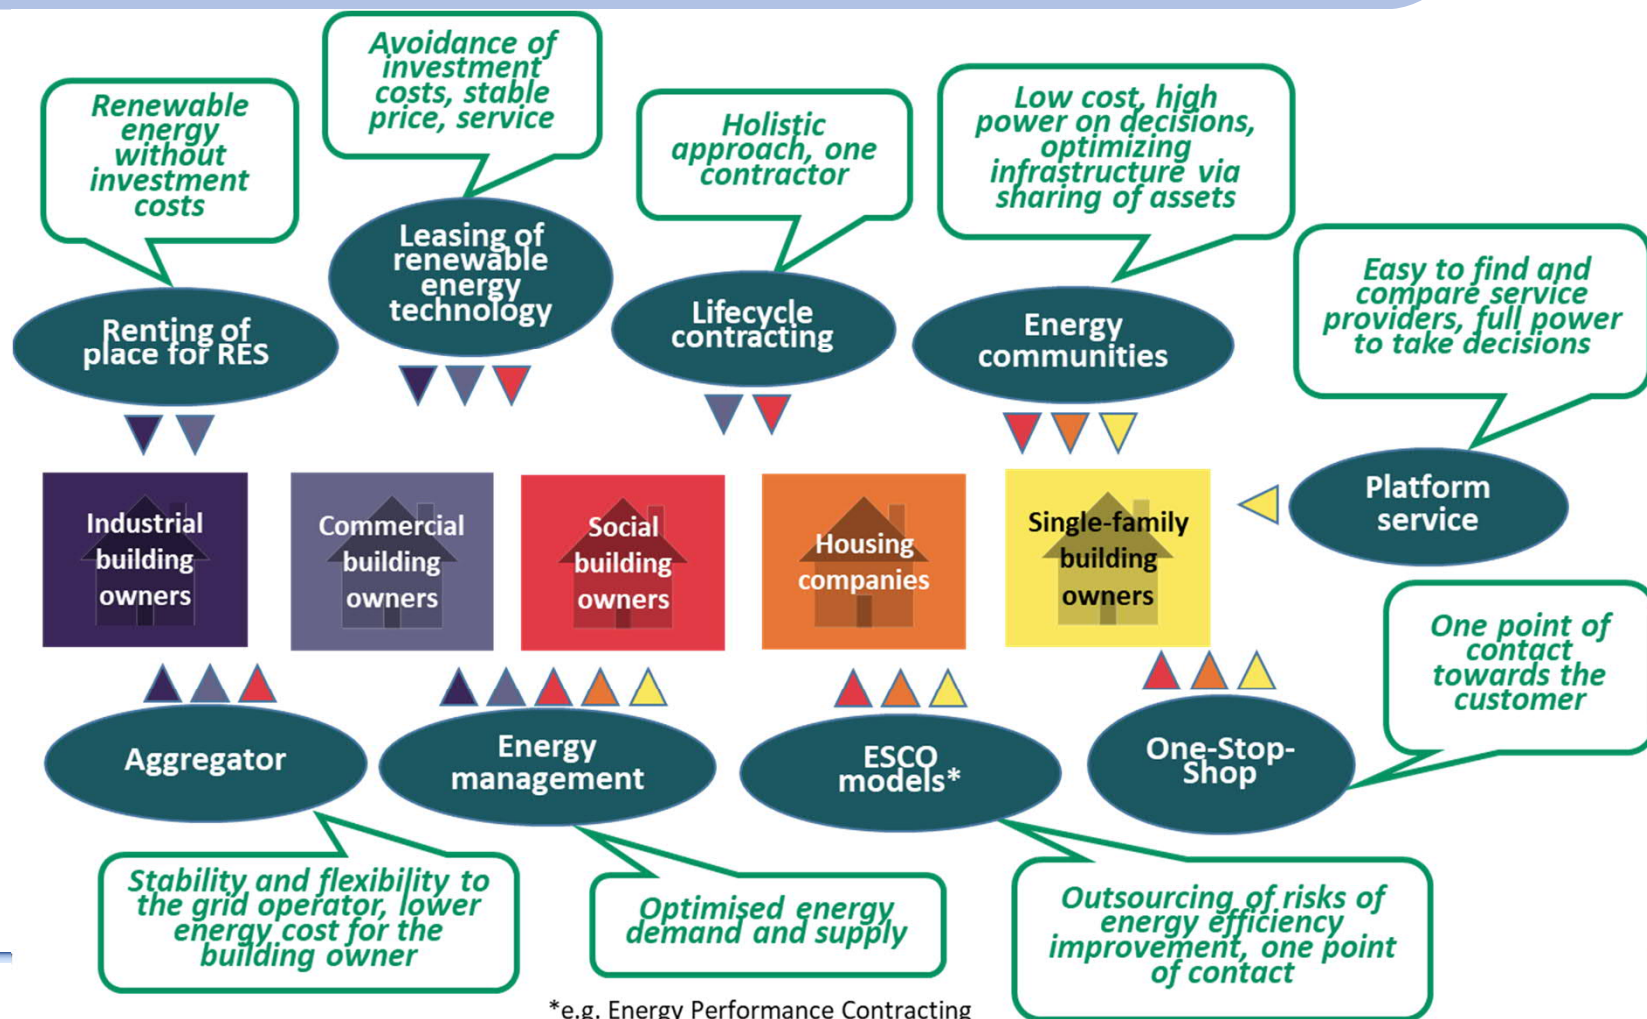 Renewable
energy
without
investment
costs
Avoidance of
investment
costs, stable
price, service
Holistic
approach, one
contractor
Low cost, high
power on decisions,
optimizing
infrastructure via
sharing of assets
Easy to find and
compare service
providers, full power
to take decisions
Renting of
place for RES
Leasing of
renewable
energy
technology
Lifecycle
contracting
Energy
communities
Platform
service
Industrial
building
owners
Commercial
building
owners
Social
building
owners
Housing
companies
Single-family
building
owners
One point of
contact
towards the
customer
Aggregator
Energy
management
ESCO
models*
One-Stop-
Shop
Stability and flexibility to
the grid operator, lower
energy cost for the
building owner
Optimised energy
demand and supply
Outsourcing of risks of
energy efficiency
improvement, one point
of contact
*e.g. Energy Performance Contracting